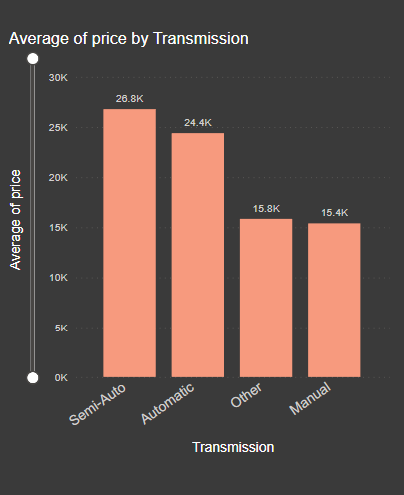 Average of price by Transmission
Average of price
30K
25K
20K
15K
10K
5K
0K
26.8K
24.4K
15.8K
15.4K
Semi-Auto
Automatic
Other
Manual
Transmission